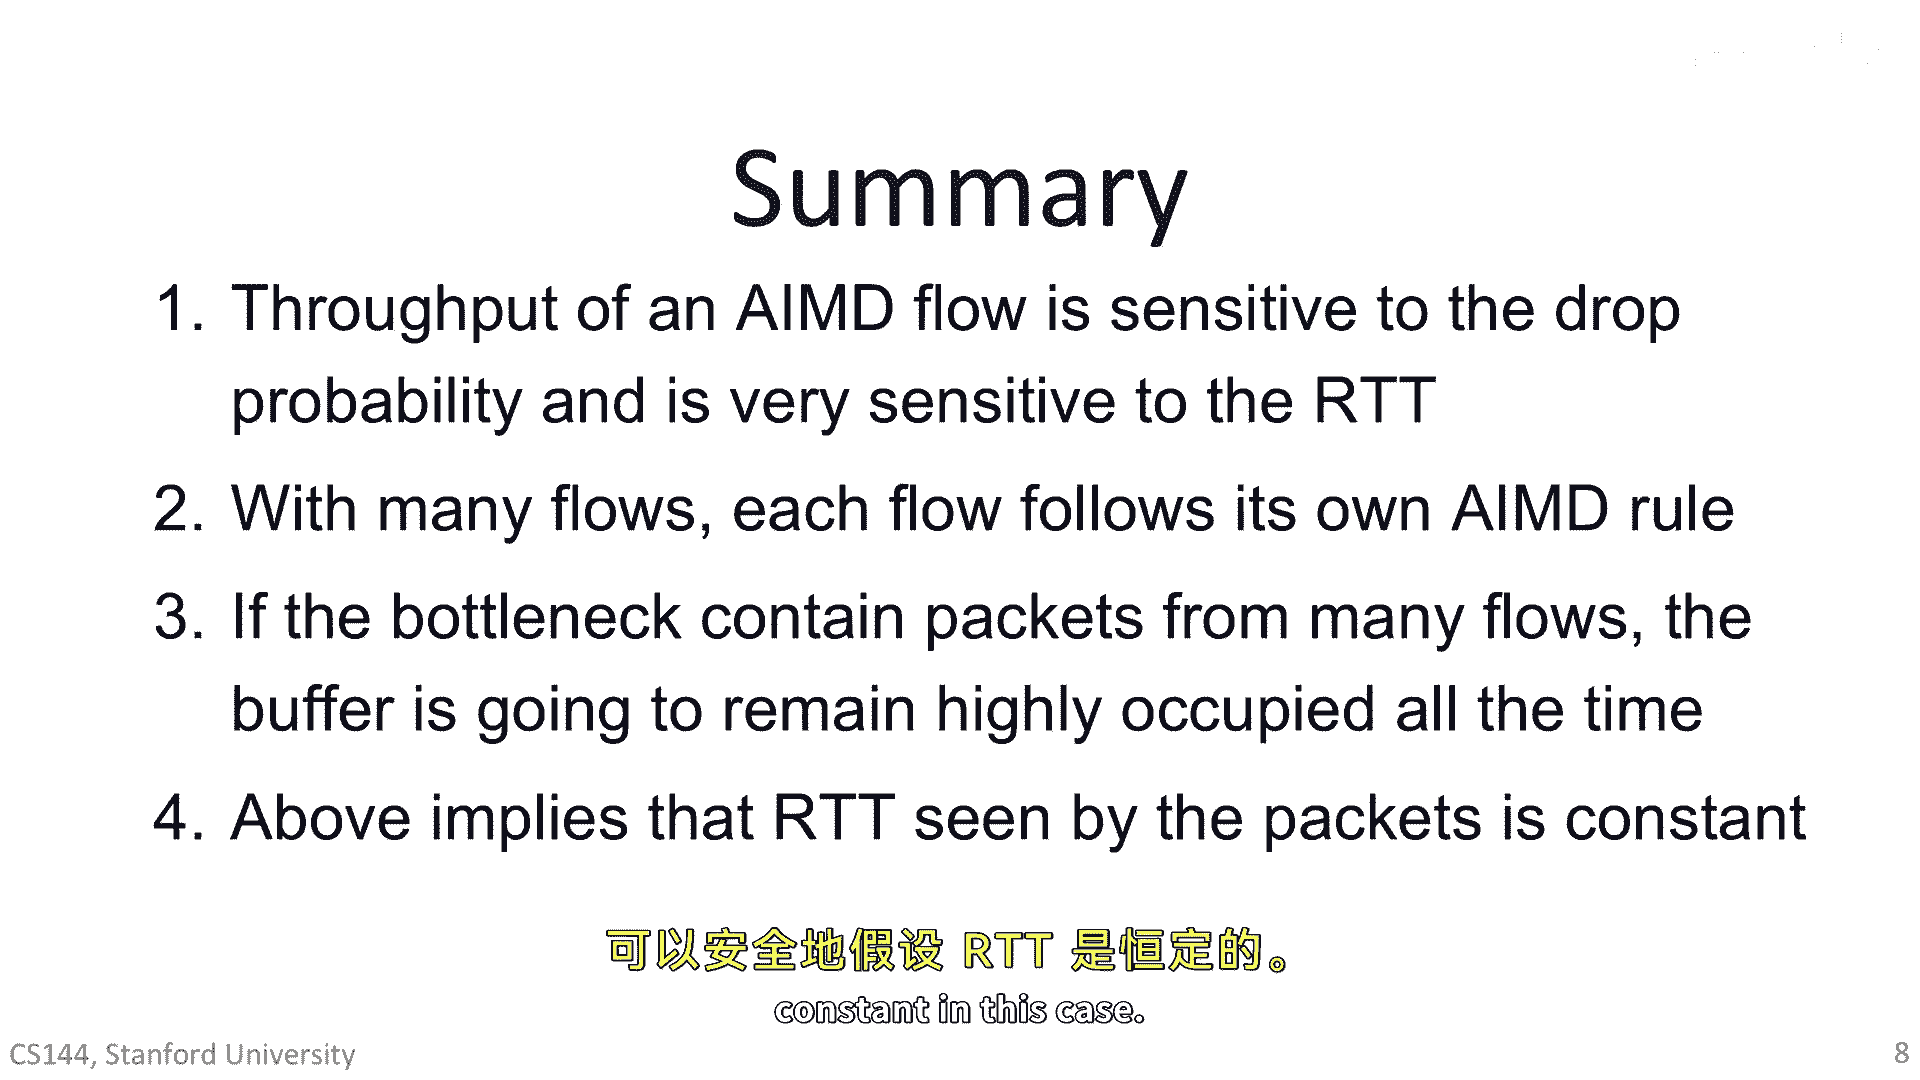 Summary
1. Throughput of an AIMD flow is sensitive to the drop
probability and is very sensitive to the RTT
2. With many flows, each flow follows its own AIMD rule
3. If the bottleneck contain packets from many flows, the
buffer is going to remain highly occupied all the time
4. Above implies that RTT seen by the packets is constant
可以安全地假设 RTT 是恒定的。
constant in this case.
CS144, Stanford University
8